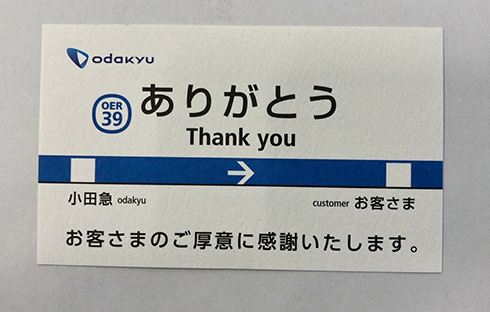 odakyu
OER
39
ありがとう
Thank you
→
小田急 odakyu
customer お客さま
お客さまのご厚意に感謝いたします。